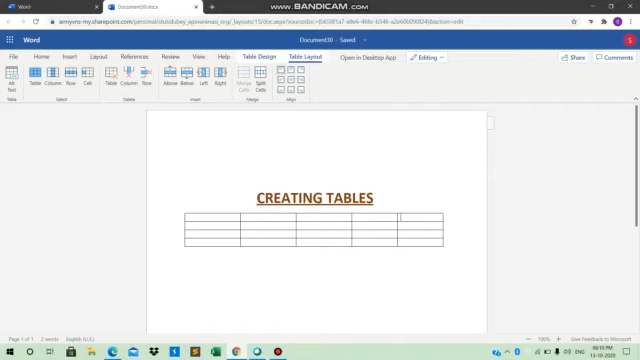 WWW.BANDICAM.COM
Word
Document30.docx
Word
Document30 - Saved
S
File
Home
Insert
Layout
References
Review
View
Help
Table Design
Table Layout
Open in Desktop App
Editing
Share
Comments
Alt Text
Table
Column
Row
Cell
Table
Column
Row
Above
Below
Left
Right
Merge Cells
Split Cells
Table
Select
Delete
Insert
Merge
Align
CREATING TABLES
Page 1 of 1
2 words
English (U.S.)
100%
Give Feedback to Microsoft
ENG
06:10 PM
13-10-2020